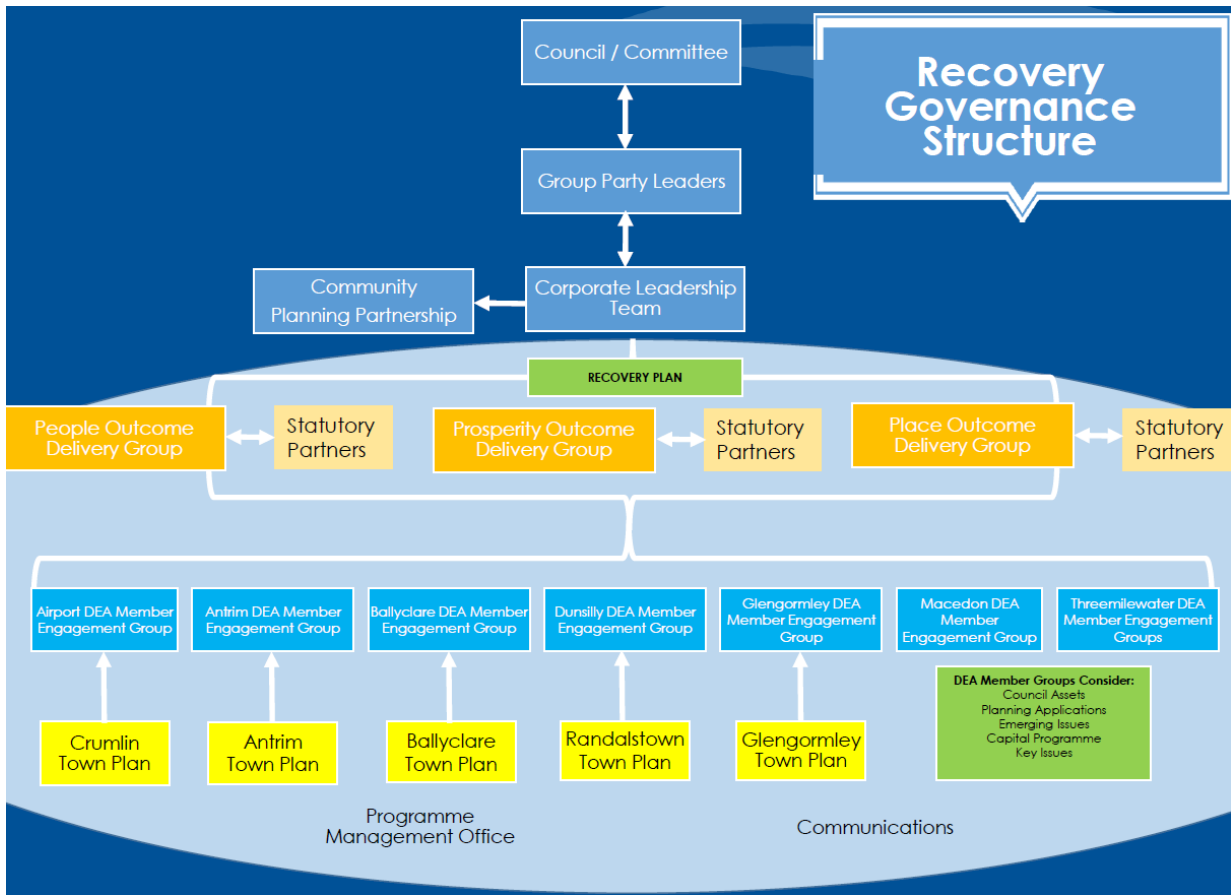 Council / Committee
Recovery
Governance
Structure
Group Party Leaders
Community
Planning Partnership
Corporate Leadership
Team
RECOVERY PLAN
People Outcome
Delivery Group
Statutory
Partners
Prosperity Outcome
Delivery Group
Statutory
Partners
Place Outcome
Delivery Group
Statutory
Partners
Airport DEA Member
Engagement Group
Antrim DEA Member
Engagement Group
Ballyclare DEA Member
Engagement Group
Dunsilly DEA Member
Engagement Group
Glengormley DEA
Member Engagement
Group
Macedon DEA
Member
Engagement Group
Threemilewater DEA
Member Engagement
Groups
Crumlin
Town Plan
Antrim
Town Plan
Ballyclare
Town Plan
Randalstown
Town Plan
Glengormley
Town Plan
DEA Member Groups Consider:
Council Assets
Planning Applications
Emerging Issues
Capital Programme
Key Issues
Programme
Management Office
Communications